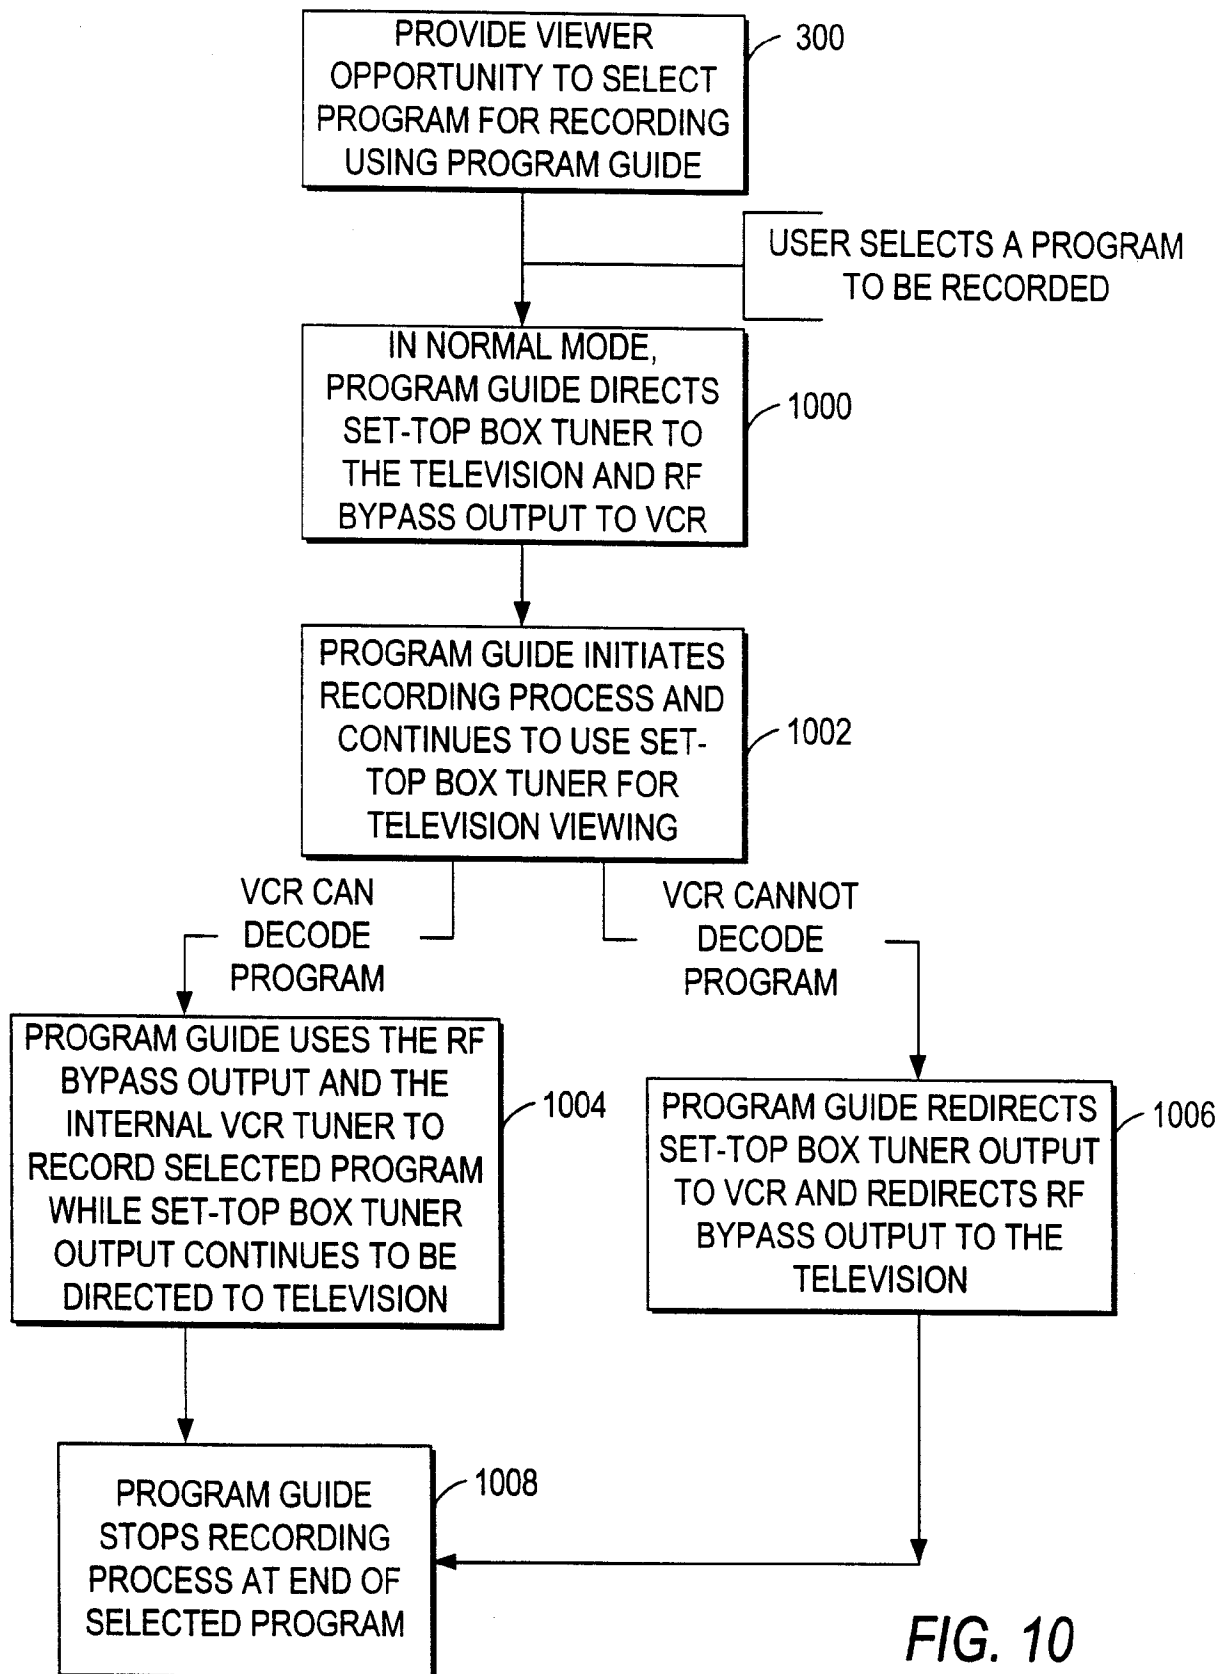 PROVIDE VIEWER
OPPORTUNITY TO SELECT
PROGRAM FOR RECORDING
USING PROGRAM GUIDE
300
USER SELECTS A PROGRAM
TO BE RECORDED
IN NORMAL MODE,
PROGRAM GUIDE DIRECTS
SET-TOP BOX TUNER TO
THE TELEVISION AND RF
BYPASS OUTPUT TO VCR
1000
PROGRAM GUIDE INITIATES
RECORDING PROCESS AND
CONTINUES TO USE SET-
TOP BOX TUNER FOR
TELEVISION VIEWING
1002
VCR CAN
DECODE
PROGRAM
VCR CANNOT
DECODE
PROGRAM
PROGRAM GUIDE USES THE RF
BYPASS OUTPUT AND THE
INTERNAL VCR TUNER TO
RECORD SELECTED PROGRAM
WHILE SET-TOP BOX TUNER
OUTPUT CONTINUES TO BE
DIRECTED TO TELEVISION
1004
PROGRAM GUIDE REDIRECTS
SET-TOP BOX TUNER OUTPUT
TO VCR AND REDIRECTS RF
BYPASS OUTPUT TO THE
TELEVISION
1006
PROGRAM GUIDE
STOPS RECORDING
PROCESS AT END OF
SELECTED PROGRAM
1008
FIG. 10